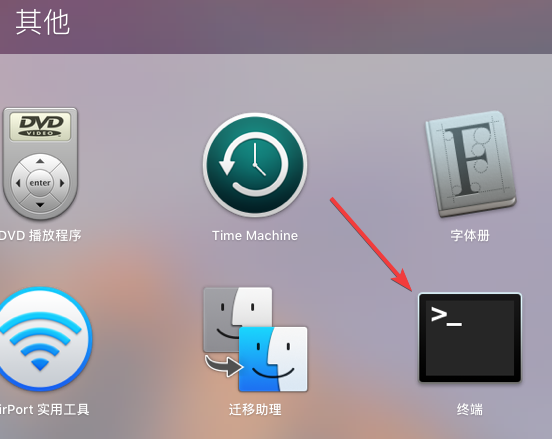 其他
DVD
VIDEO
enter
F
>_
DVD 播放程序
Time Machine
字体册
irPort 实用工具
迁移助理
终端